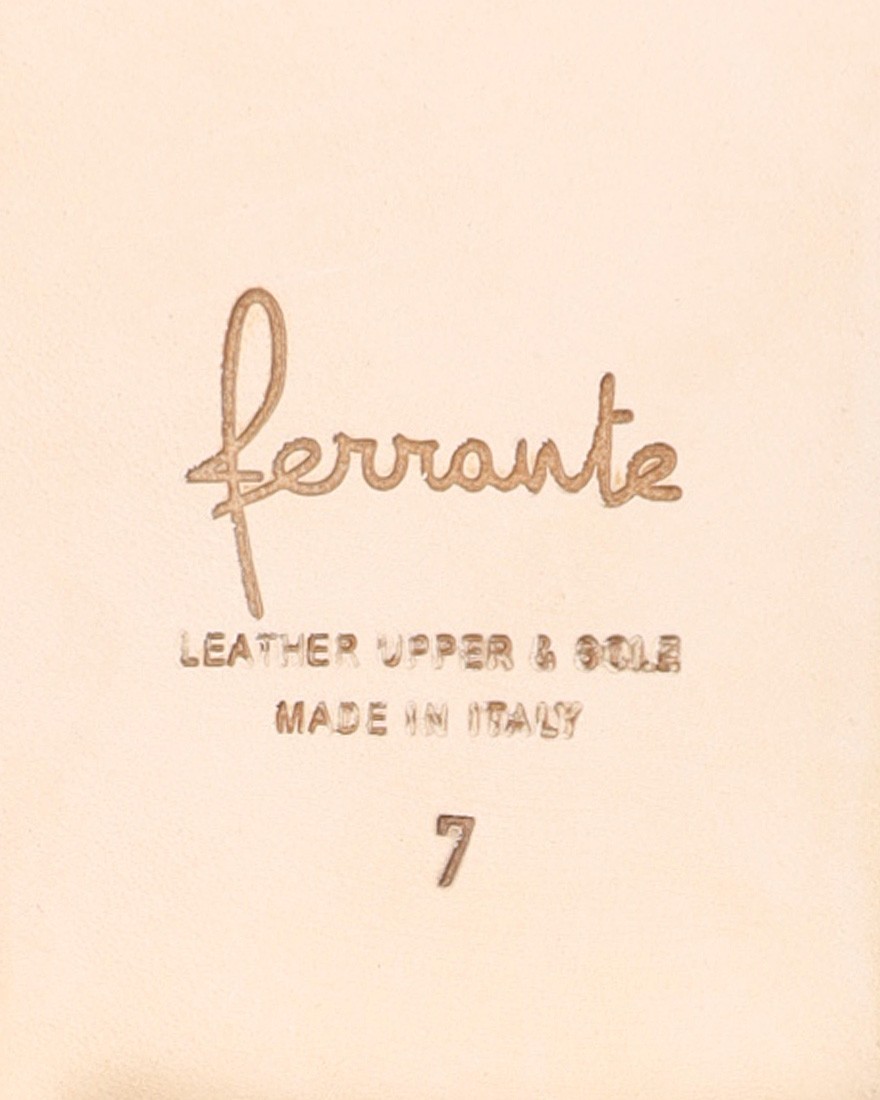 ferrante
LEATHER UPPER & SOLE
MADE IN ITALY
7